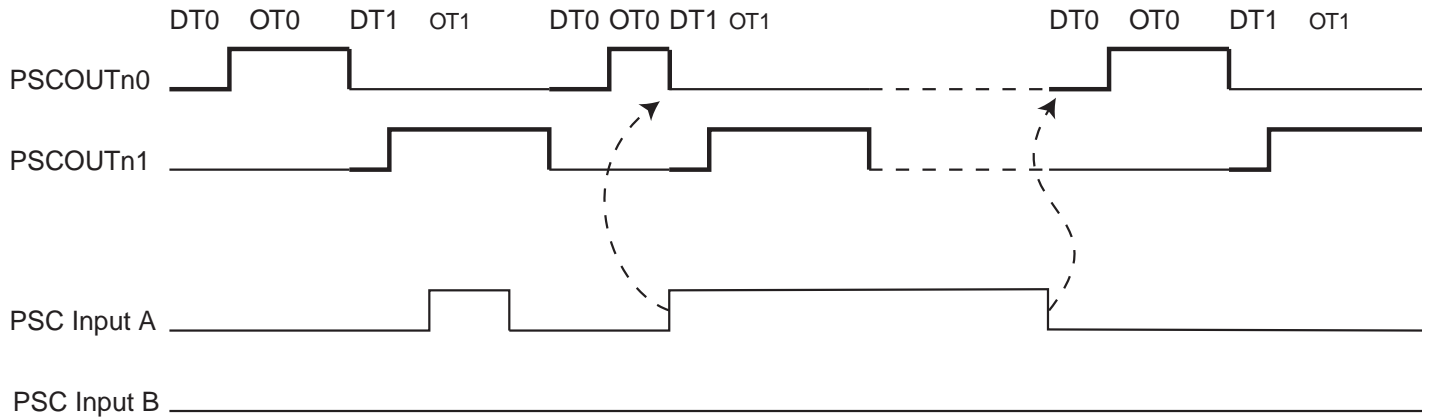 DT0 OT0 DT1 OT1 DT0 OT0 DT1 OT1 DT0 OT0 DT1 OT1
PSCOUTn0
PSCOUTn1
PSC Input A
PSC Input B